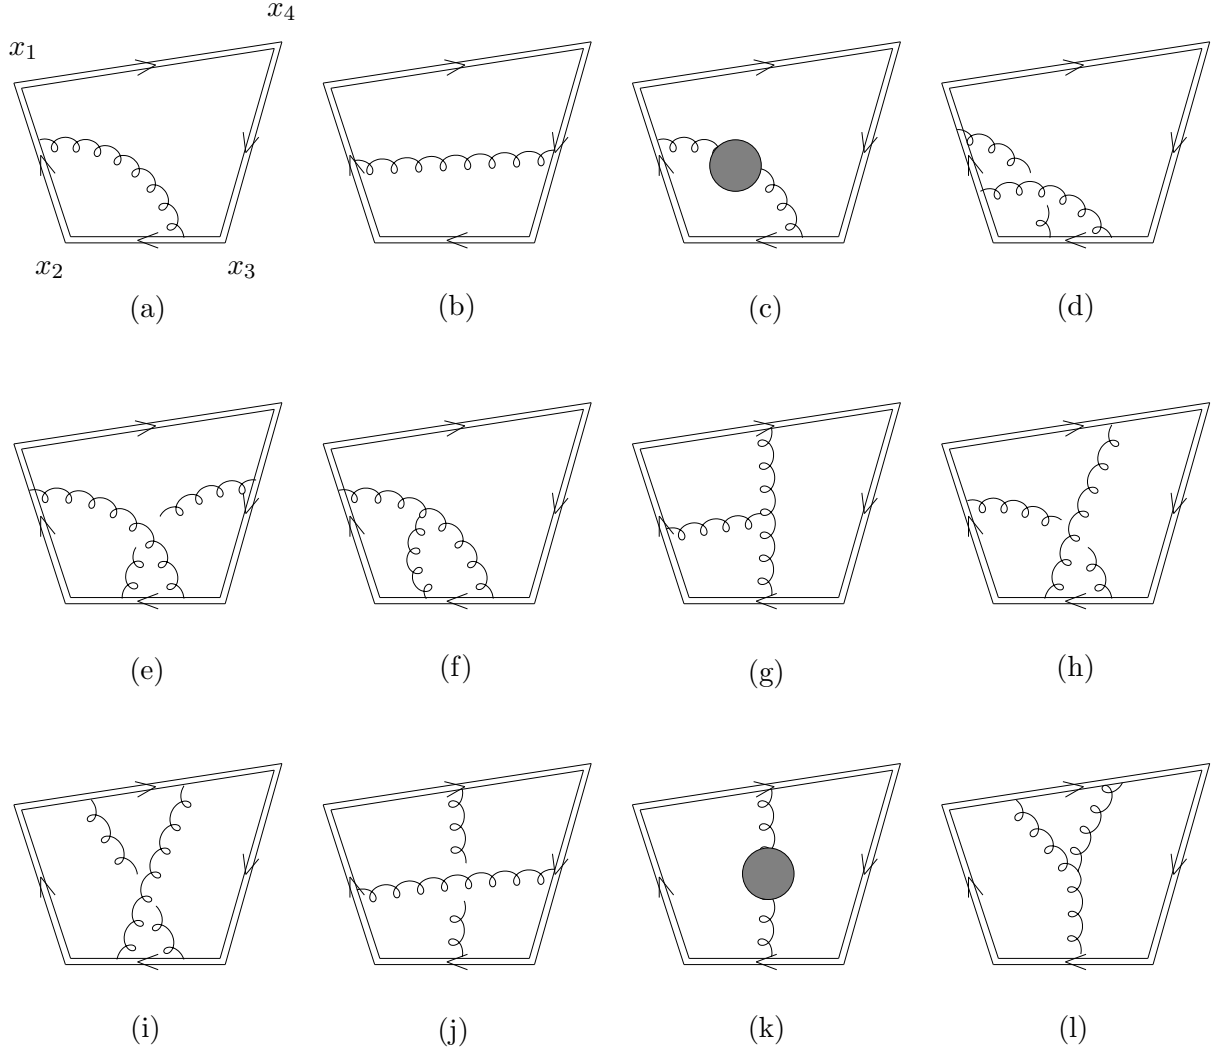 x₄
x₁
x₂ x₃
(a) (b) (c) (d)
(e) (f) (g) (h)
(i) (j) (k) (l)